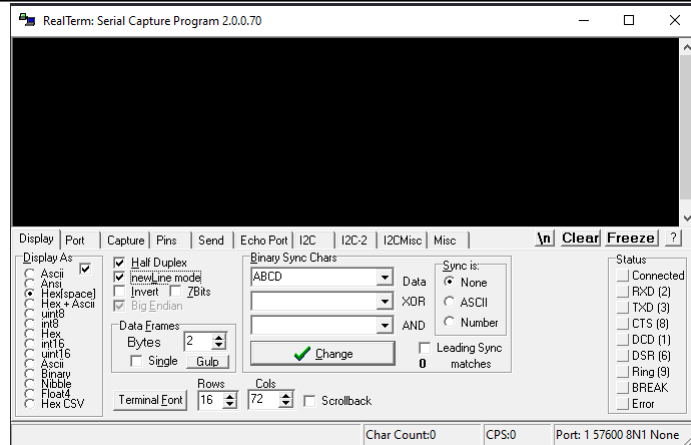 RealTerm: Serial Capture Program 2.0.0.70
Display Port Capture Pins Send Echo Port I2C I2C-2 I2CMisc Misc \n Clear Freeze ?
Display As
Ascii
Ansi
Hex[space]
Hex + Ascii
uint8
int8
Hex
int16
uint16
Ascii
Binary
Nibble
Float4
Hex CSV
Half Duplex
newLine mode
Invert 7Bits
Big Endian
Data Frames
Bytes 2
Single Gulp
Terminal Font
Rows
16
Cols
72
Scrollback
Binary Sync Chars
ABCD
Data
XOR
AND
Change
Sync is:
None
ASCII
Number
Leading Sync
0 matches
Status
Connected
RXD (2)
TXD (3)
CTS (8)
DCD (1)
DSR (6)
Ring (9)
BREAK
Error
Char Count:0 CPS:0 Port: 1 57600 8N1 None